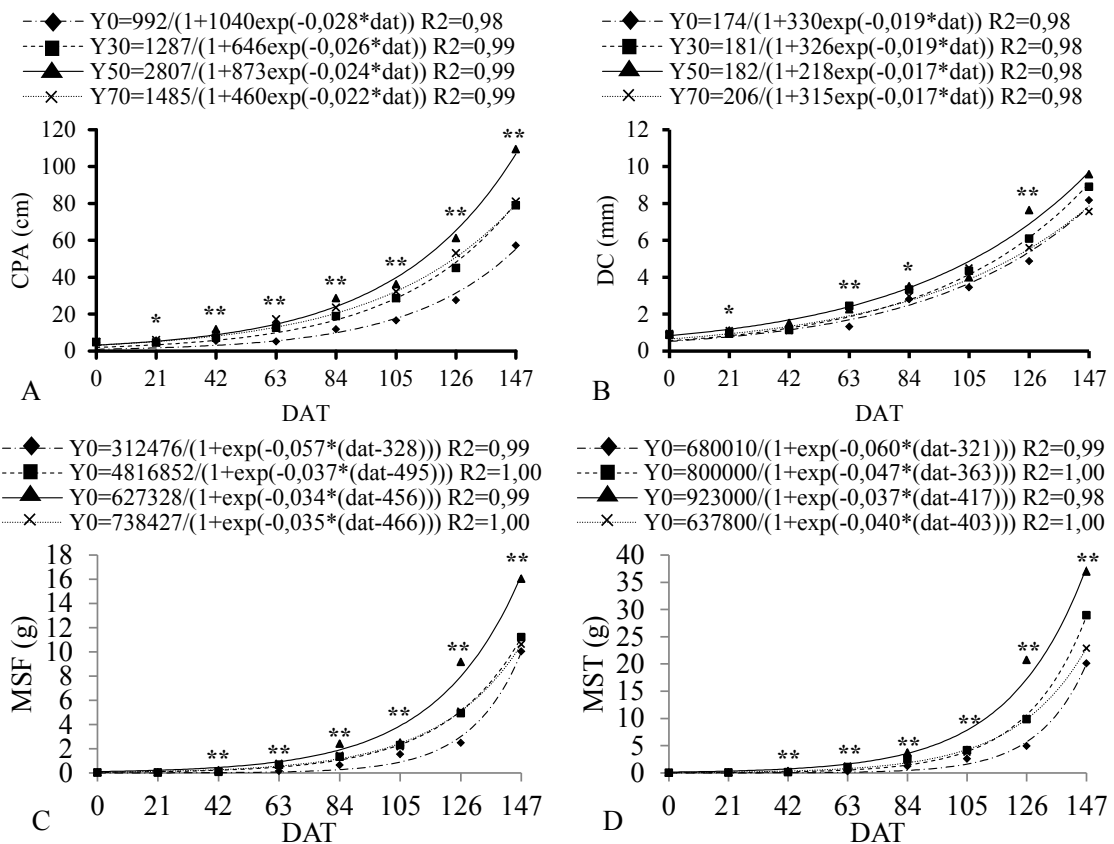 Y0=992/(1+1040exp(-0,028*dat)) R2=0,98
Y30=1287/(1+646exp(-0,026*dat)) R2=0,99
Y50=2807/(1+873exp(-0,024*dat)) R2=0,99
Y70=1485/(1+460exp(-0,022*dat)) R2=0,99
120
100
80
60
40
20
0
CPA (cm)
* ** ** ** ** ** **
0 21 42 63 84 105 126 147
A DAT
Y0=174/(1+330exp(-0,019*dat)) R2=0,98
Y30=181/(1+326exp(-0,019*dat)) R2=0,98
Y50=182/(1+218exp(-0,017*dat)) R2=0,98
Y70=206/(1+315exp(-0,017*dat)) R2=0,98
12
10
8
6
4
2
0
DC (mm)
* ** * **
0 21 42 63 84 105 126 147
B DAT
Y0=312476/(1+exp(-0,057*(dat-328))) R2=0,99
Y0=4816852/(1+exp(-0,037*(dat-495))) R2=1,00
Y0=627328/(1+exp(-0,034*(dat-456))) R2=0,99
Y0=738427/(1+exp(-0,035*(dat-466))) R2=1,00
18
16
14
12
10
8
6
4
2
0
MSF (g)
** ** ** ** ** **
0 21 42 63 84 105 126 147
C DAT
Y0=680010/(1+exp(-0,060*(dat-321))) R2=0,99
Y0=800000/(1+exp(-0,047*(dat-363))) R2=1,00
Y0=923000/(1+exp(-0,037*(dat-417))) R2=0,98
Y0=637800/(1+exp(-0,040*(dat-403))) R2=1,00
40
35
30
25
20
15
10
5
0
MST (g)
** ** ** ** ** **
0 21 42 63 84 105 126 147
D DAT